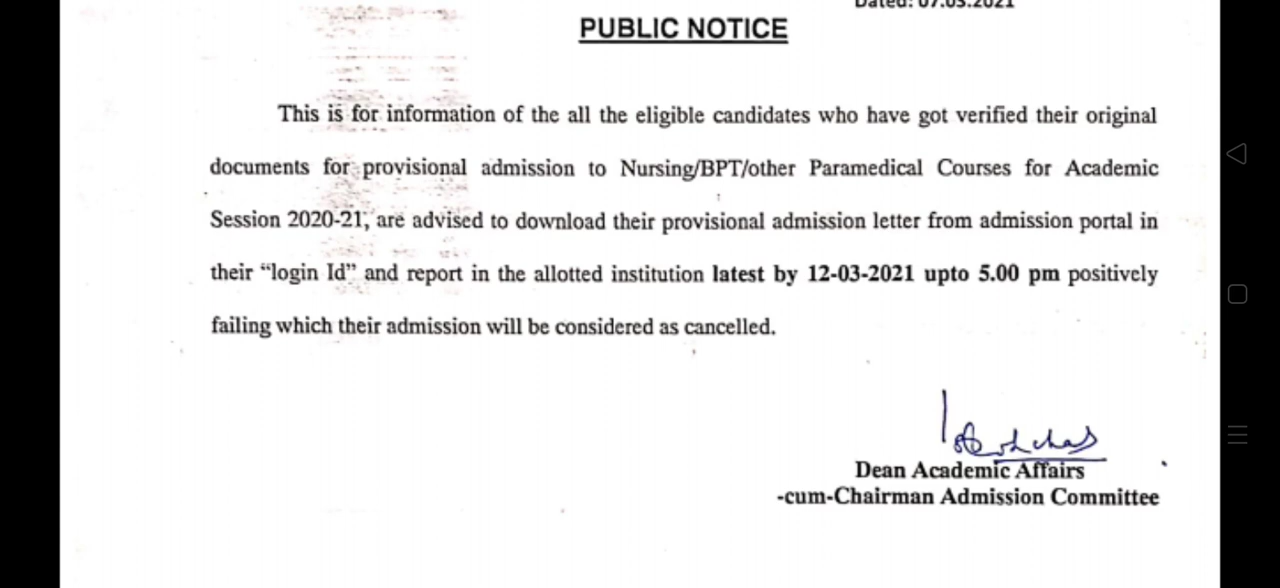 Dated: 07.03.2021
PUBLIC NOTICE
This is for information of the all the eligible candidates who have got verified their original
documents for provisional admission to Nursing/BPT/other Paramedical Courses for Academic
Session 2020-21, are advised to download their provisional admission letter from admission portal in
their “login Id” and report in the allotted institution latest by 12-03-2021 upto 5.00 pm positively
failing which their admission will be considered as cancelled.
Dean Academic Affairs
-cum-Chairman Admission Committee